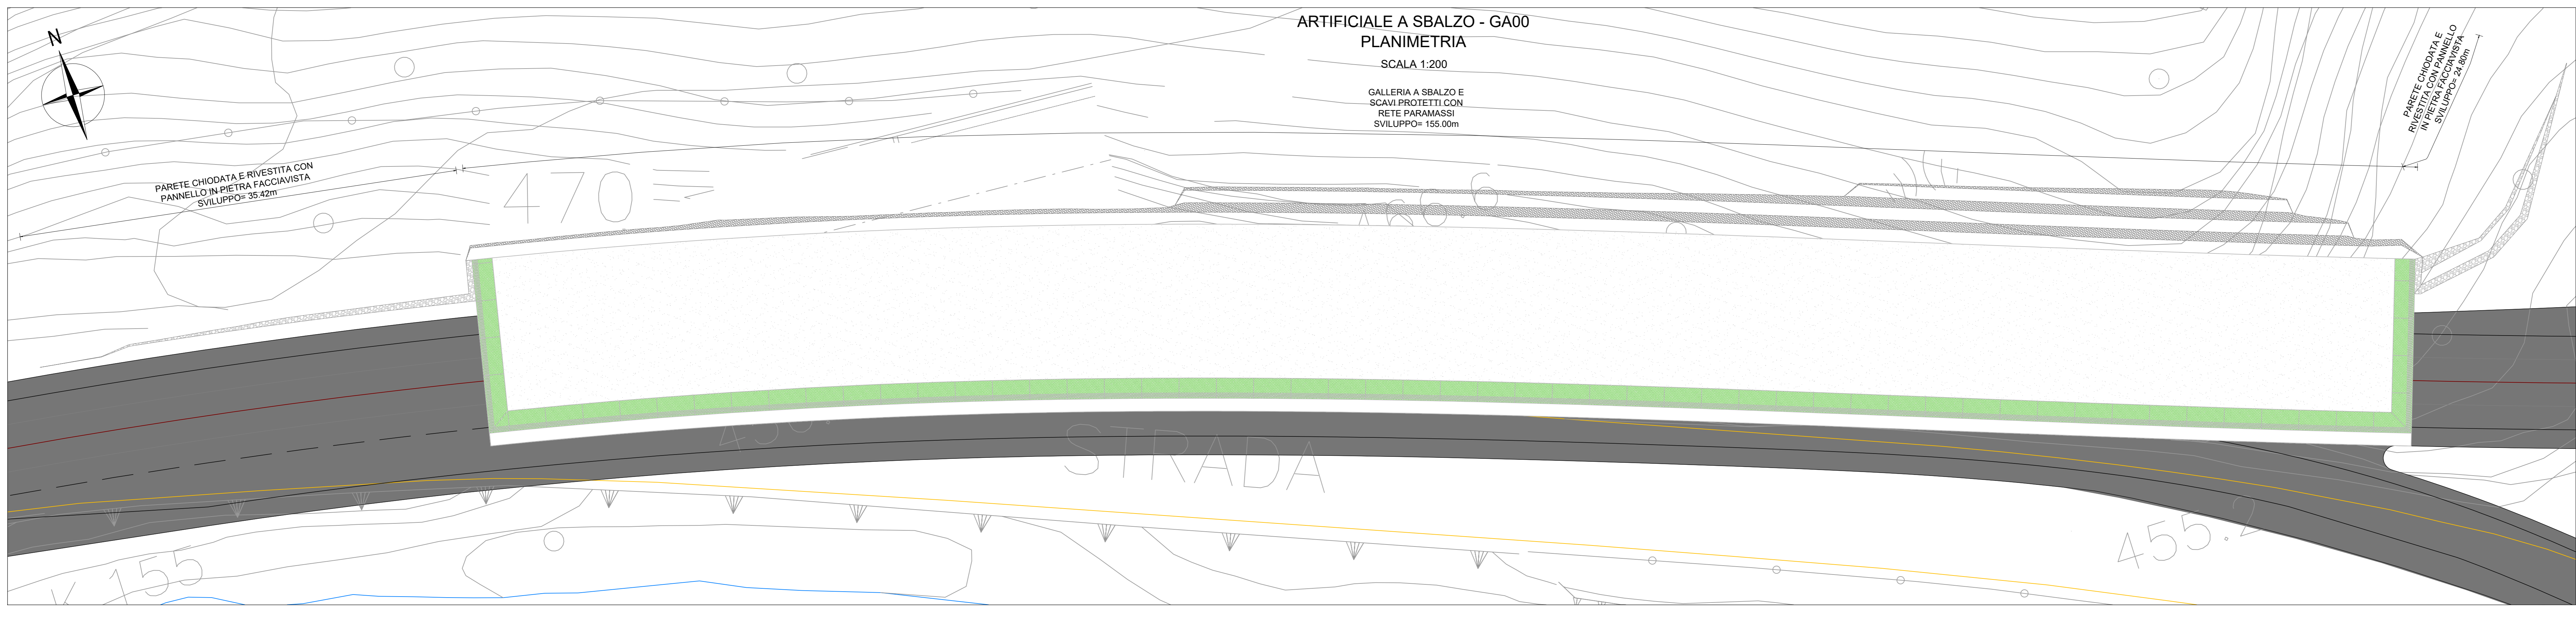 ARTIFICIALE A SBALZO - GA00
PLANIMETRIA
SCALA 1:200
GALLERIA A SBALZO E
SCAVI PROTETTI CON
RETE PARAMASSI
SVILUPPO= 155.00m
N
PARETE CHIODATA E RIVESTITA CON
PANNELLO IN PIETRA FACCIAVISTA
SVILUPPO= 35.42m
PARETE CHIODATA E
RIVESTITA CON PANNELLO
IN PIETRA FACCIAVISTA
SVILUPPO= 24.80m
470
STRADA
455.2
K 155